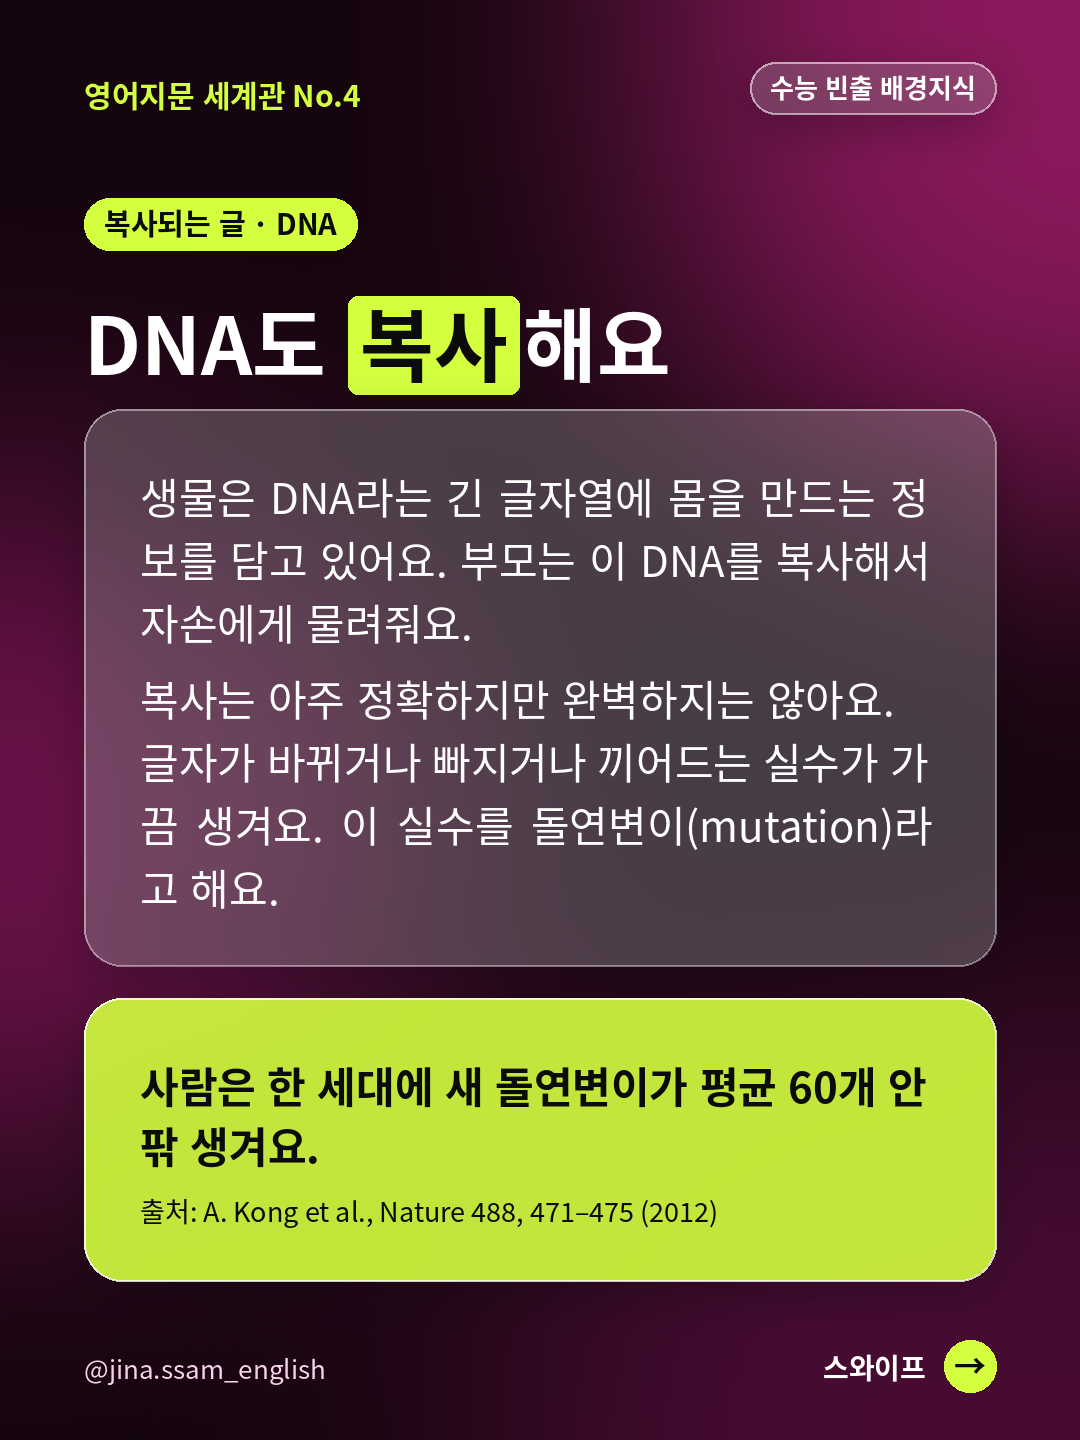 영어지문 세계관 No.4
수능 빈출 배경지식
복사되는 글 · DNA
DNA도 복사해요
생물은 DNA라는 긴 글자열에 몸을 만드는 정
보를 담고 있어요. 부모는 이 DNA를 복사해서
자손에게 물려줘요.
복사는 아주 정확하지만 완벽하지는 않아요.
글자가 바뀌거나 빠지거나 끼어드는 실수가 가
끔 생겨요. 이 실수를 돌연변이(mutation)라
고 해요.
사람은 한 세대에 새 돌연변이가 평균 60개 안
팎 생겨요.
출처: A. Kong et al., Nature 488, 471–475 (2012)
@jina.ssam_english
스와이프 →